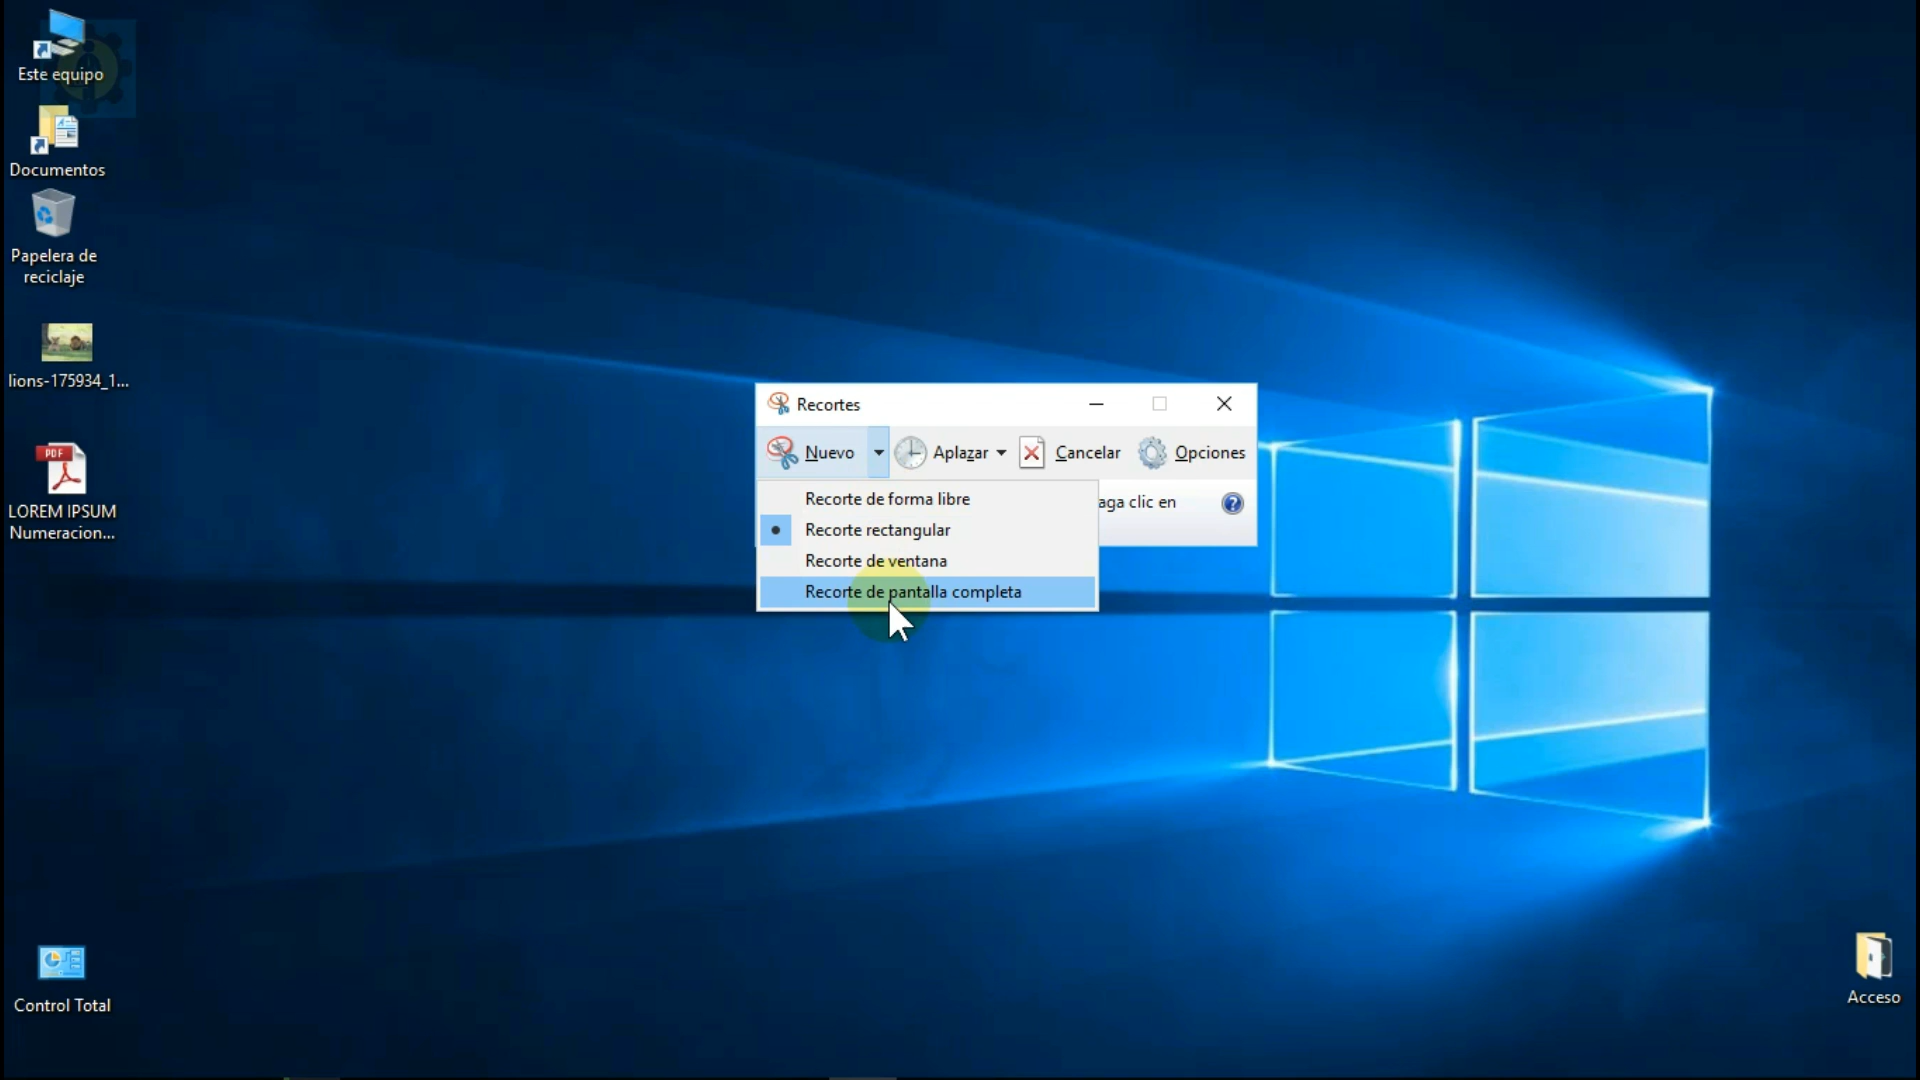 Este equipo
Documentos
Papelera de
reciclaje
lions-175934_1...
PDF
LOREM IPSUM
Numeracion...
Control Total
Recortes
Nuevo
Aplazar
Cancelar
Opciones
Recorte de forma libre
aga clic en
Recorte rectangular
Recorte de ventana
Recorte de pantalla completa
Acceso